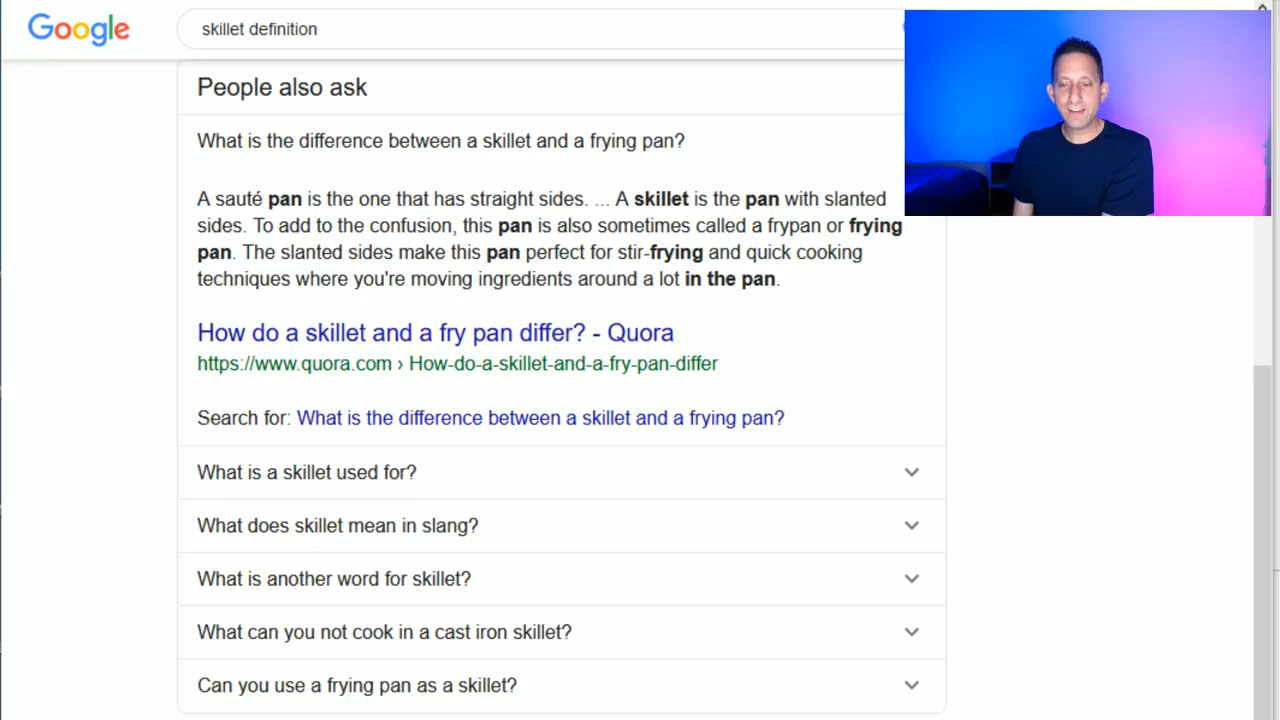 Google
skillet definition
People also ask
What is the difference between a skillet and a frying pan?
A sauté pan is the one that has straight sides. ... A skillet is the pan with slanted
sides. To add to the confusion, this pan is also sometimes called a frypan or frying
pan. The slanted sides make this pan perfect for stir-frying and quick cooking
techniques where you're moving ingredients around a lot in the pan.
How do a skillet and a fry pan differ? - Quora
https://www.quora.com › How-do-a-skillet-and-a-fry-pan-differ
Search for: What is the difference between a skillet and a frying pan?
What is a skillet used for?
What does skillet mean in slang?
What is another word for skillet?
What can you not cook in a cast iron skillet?
Can you use a frying pan as a skillet?